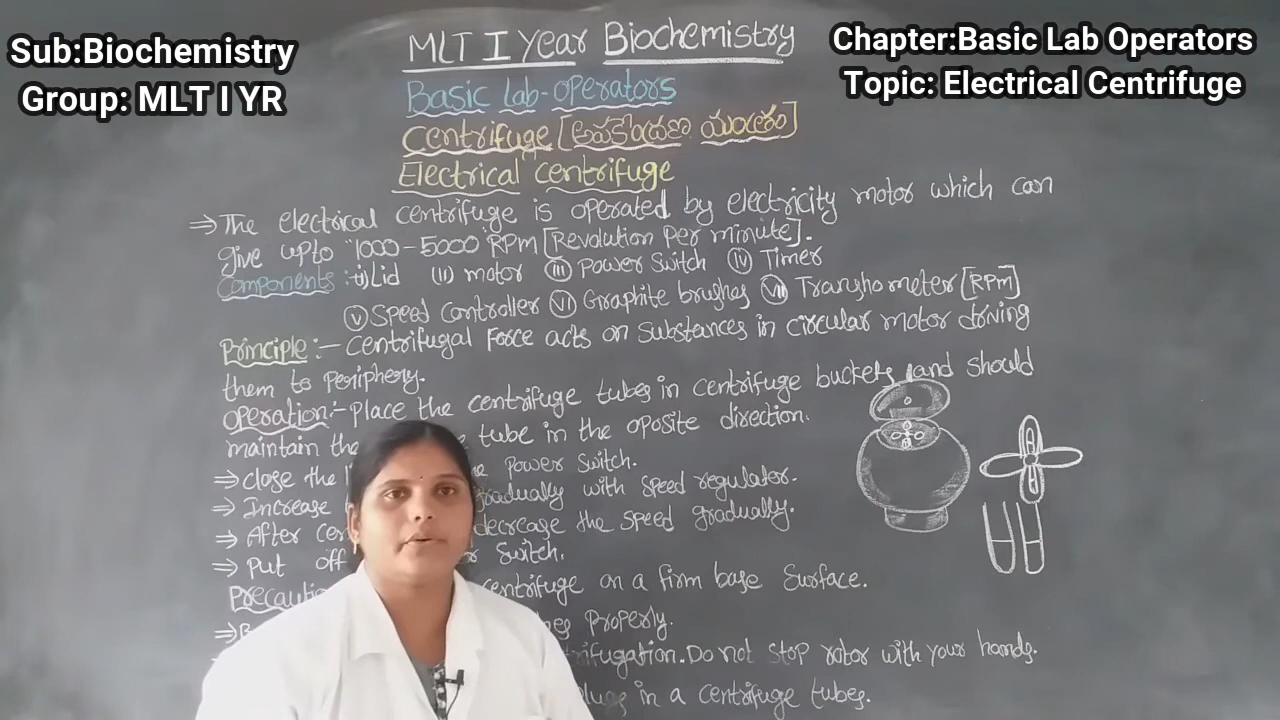 Sub:Biochemistry
Group: MLT I YR
Chapter:Basic Lab Operators
Topic: Electrical Centrifuge
MLT I Year Biochemistry
Basic Lab-operators
Centrifuge [అపకేంద్రణ యంత్రం]
Electrical centrifuge
⇒ The electrical centrifuge is operated by electricity motor which can
give upto 1000-5000 RPm [Revolution Per minute].
Components :- i) Lid (ii) motor (iii) Power Switch (iv) Timer
(v) Speed Controller (vi) Graphite brushes (vii) [RPm]
Principle :- Centrifugal Force acts on Substances in circular motor driving
them to Periphery.
Operation:- Place the centrifuge tubes in centrifuge buckets and should
maintain the tube in the oposite direction.
⇒ close the power Switch.
⇒ Increase gradually with speed regulater.
⇒ After decrease the speed gradually.
⇒ Put off Switch.
centrifuge on a firm base Surface.
⇒ Properly.
Do not stop rotor with your hands.
in a centrifuge tubes.